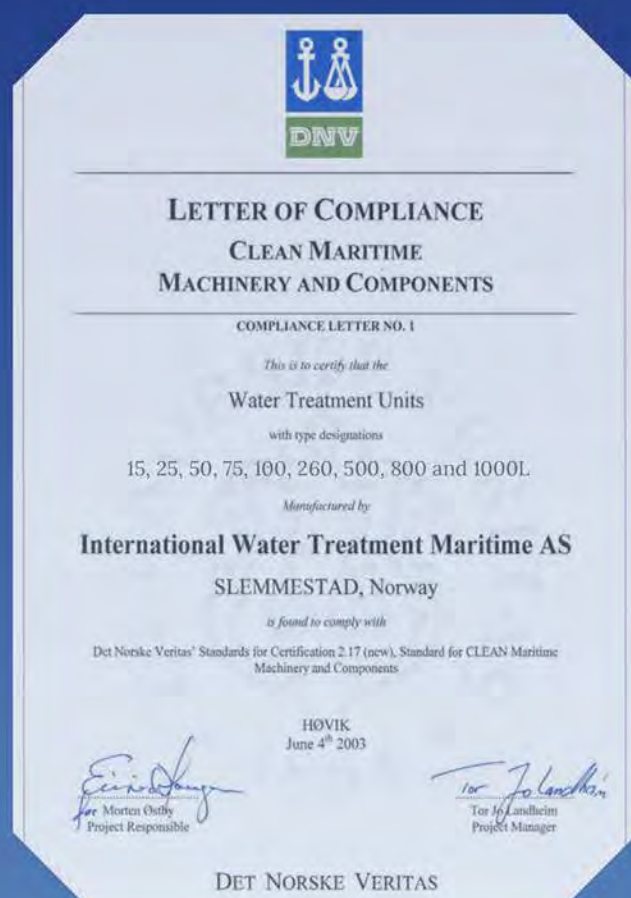 DNV
LETTER OF COMPLIANCE
CLEAN MARITIME
MACHINERY AND COMPONENTS
COMPLIANCE LETTER NO. 1
This is to certify that the
Water Treatment Units
with type designations
15, 25, 50, 75, 100, 260, 500, 800 and 1000L
Manufactured by
International Water Treatment Maritime AS
SLEMMESTAD, Norway
is found to comply with
Det Norske Veritas' Standards for Certification 2.17 (new), Standard for CLEAN Maritime
Machinery and Components
HØVIK
June 4th 2003
for Morten Østby
Project Responsible
Tor Jo Landheim
Tor Jo Landheim
Project Manager
DET NORSKE VERITAS